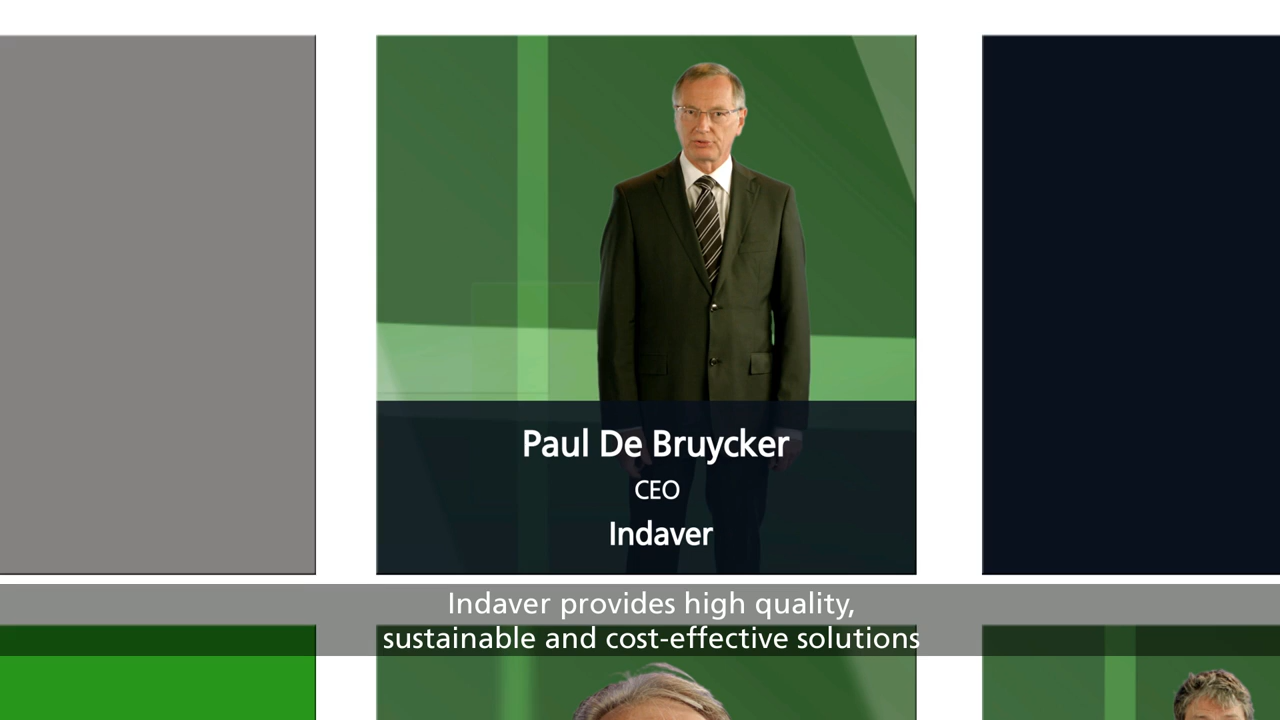 Paul De Bruycker
CEO
Indaver
Indaver provides high quality,
sustainable and cost-effective solutions